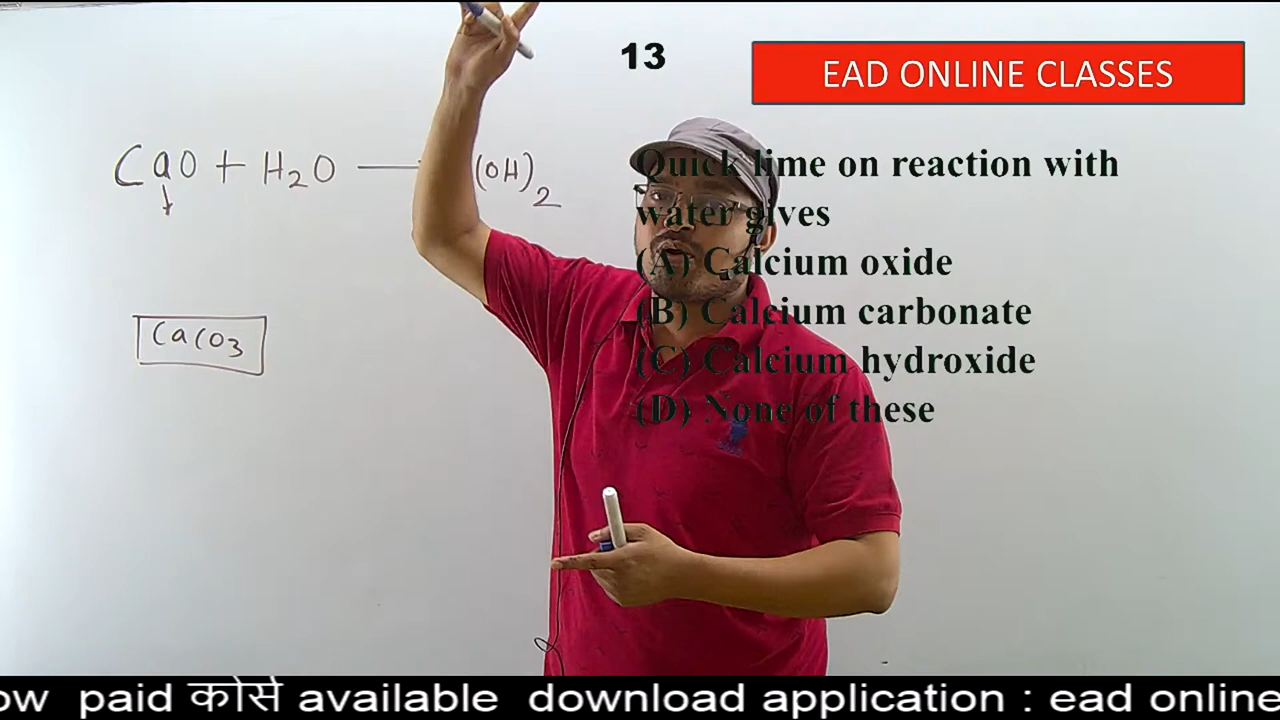 13
EAD ONLINE CLASSES
CaO + H₂O ⟶ (OH)₂
Quick lime on reaction with
water gives
(A) Calcium oxide
(B) Calcium carbonate
(C) Calcium hydroxide
(D) None of these
CaCO₃
ow paid कोर्स available download application : ead online